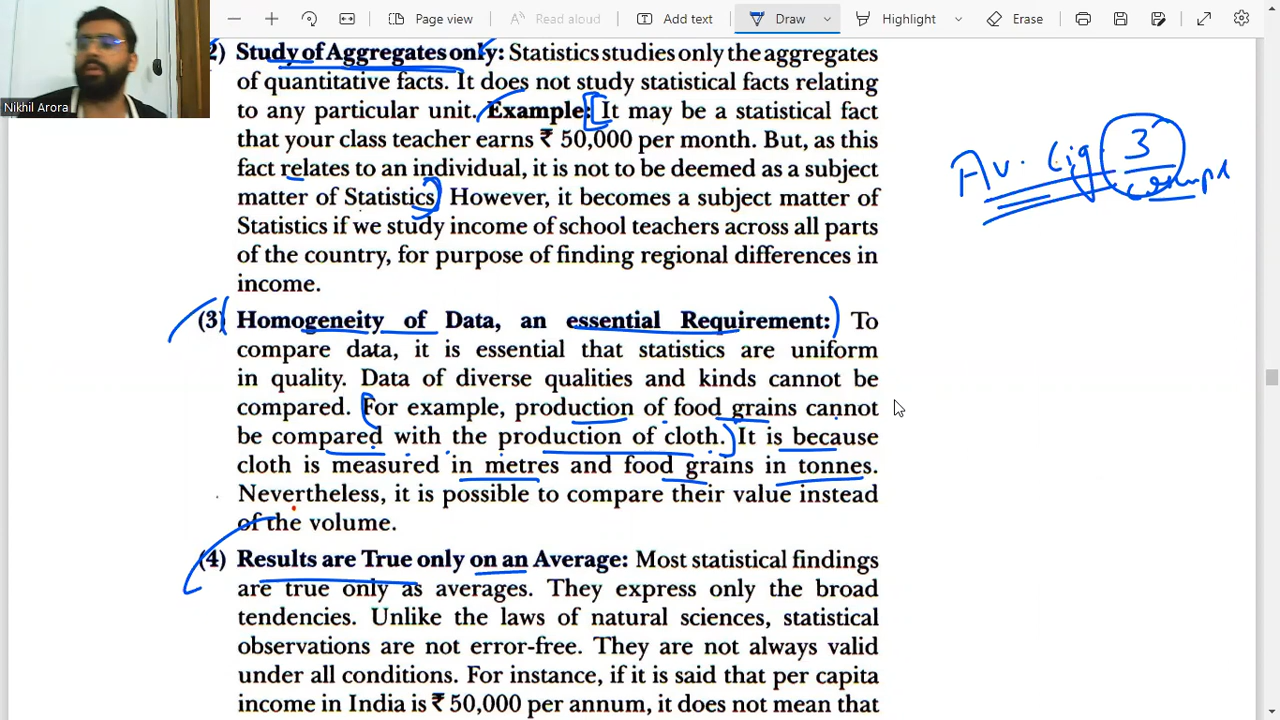 Page view
Read aloud
Add text
Draw
Highlight
Erase
Nikhil Arora
2) Study of Aggregates only: Statistics studies only the aggregates
of quantitative facts. It does not study statistical facts relating
to any particular unit. Example: It may be a statistical fact
that your class teacher earns ₹ 50,000 per month. But, as this
fact relates to an individual, it is not to be deemed as a subject
matter of Statistics. However, it becomes a subject matter of
Statistics if we study income of school teachers across all parts
of the country, for purpose of finding regional differences in
income.
Av. Cig 3
(3) Homogeneity of Data, an essential Requirement: To
compare data, it is essential that statistics are uniform
in quality. Data of diverse qualities and kinds cannot be
compared. For example, production of food grains cannot
be compared with the production of cloth. It is because
cloth is measured in metres and food grains in tonnes.
Nevertheless, it is possible to compare their value instead
of the volume.
(4) Results are True only on an Average: Most statistical findings
are true only as averages. They express only the broad
tendencies. Unlike the laws of natural sciences, statistical
observations are not error-free. They are not always valid
under all conditions. For instance, if it is said that per capita
income in India is ₹ 50,000 per annum, it does not mean that